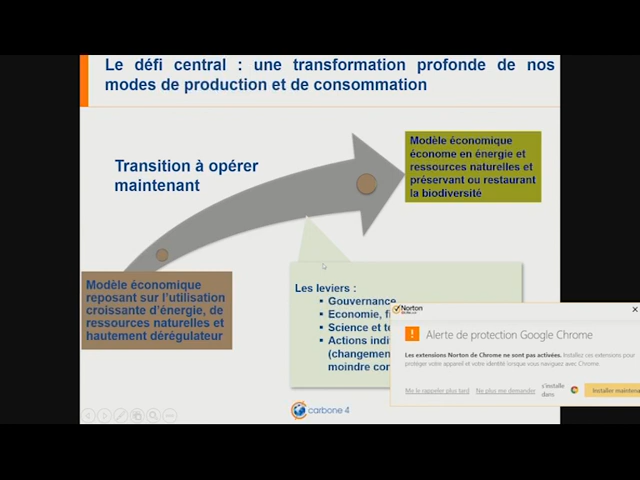 Le défi central : une transformation profonde de nos
modes de production et de consommation
Transition à opérer
maintenant
Modèle économique
économe en énergie et
ressources naturelles et
préservant ou restaurant
la biodiversité
Modèle économique
reposant sur l'utilisation
croissante d'énergie, de
ressources naturelles et
hautement dérégulateur
Les leviers :
Gouvernance
Economie, fi
Science et te
Actions indi
(changemen
moindre con
carbone 4
Norton
Alerte de protection Google Chrome
Les extensions Norton de Chrome ne sont pas activées. Installez ces extensions pour
protéger votre appareil et votre identité lorsque vous naviguez avec Chrome.
Me le rappeler plus tard
Ne plus me demander
s'installe
dans
Installer maintena